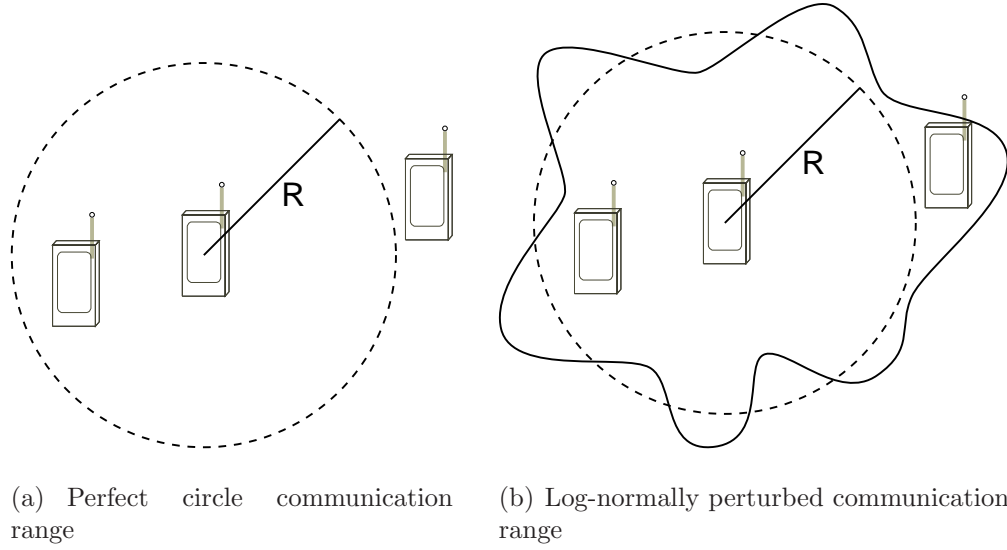 R
R
(a) Perfect circle communication
range
(b) Log-normally perturbed communication
range